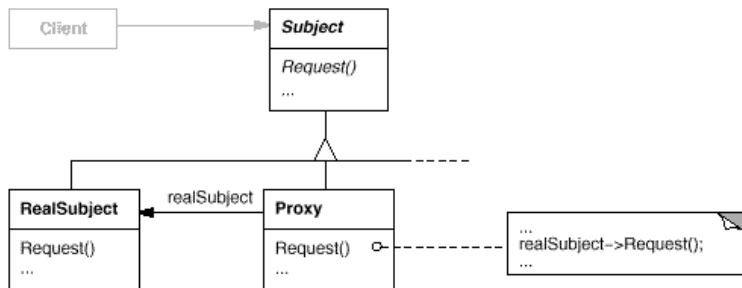 Client
Subject
Request()
...
realSubject
RealSubject
Request()
...
Proxy
Request()
...
...
realSubject->Request();
...